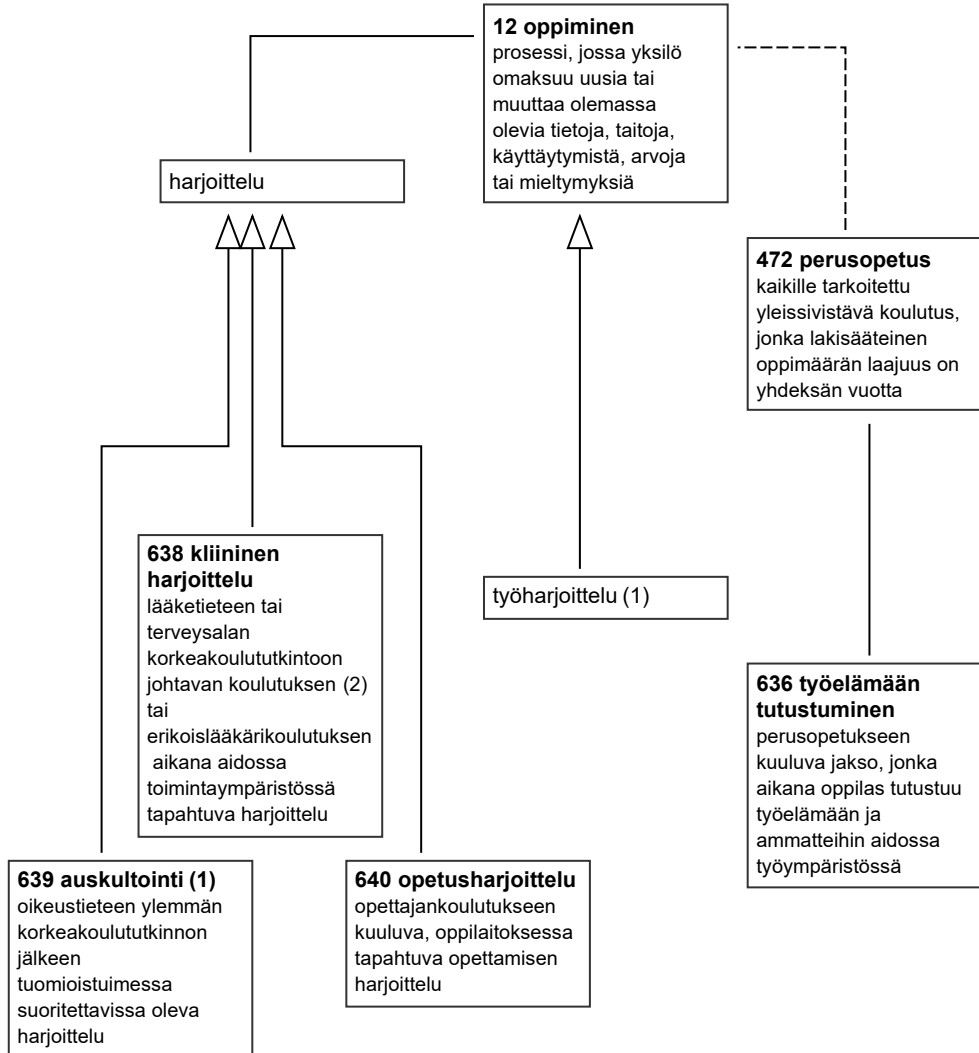 12 oppiminen
prosessi, jossa yksilö
omaksuu uusia tai
muuttaa olemassa
olevia tietoja, taitoja,
käyttäytymistä, arvoja
tai mieltymyksiä
harjoittelu
472 perusopetus
kaikille tarkoitettu
yleissivistävä koulutus,
jonka lakisääteinen
oppimäärän laajuus on
yhdeksän vuotta
638 kliininen
harjoittelu
lääketieteen tai
terveysalan
korkeakoulututkintoon
johtavan koulutuksen (2)
tai
erikoislääkärikoulutuksen
aikana aidossa
toimintaympäristössä
tapahtuva harjoittelu
työharjoittelu (1)
636 työelämään
tutustuminen
perusopetukseen
kuuluva jakso, jonka
aikana oppilas tutustuu
työelämään ja
ammatteihin aidossa
työympäristössä
639 auskultointi (1)
oikeustieteen ylemmän
korkeakoulututkinnon
jälkeen
tuomioistuimessa
suoritettavissa oleva
harjoittelu
640 opetusharjoittelu
opettajankoulutukseen
kuuluva, oppilaitoksessa
tapahtuva opettamisen
harjoittelu